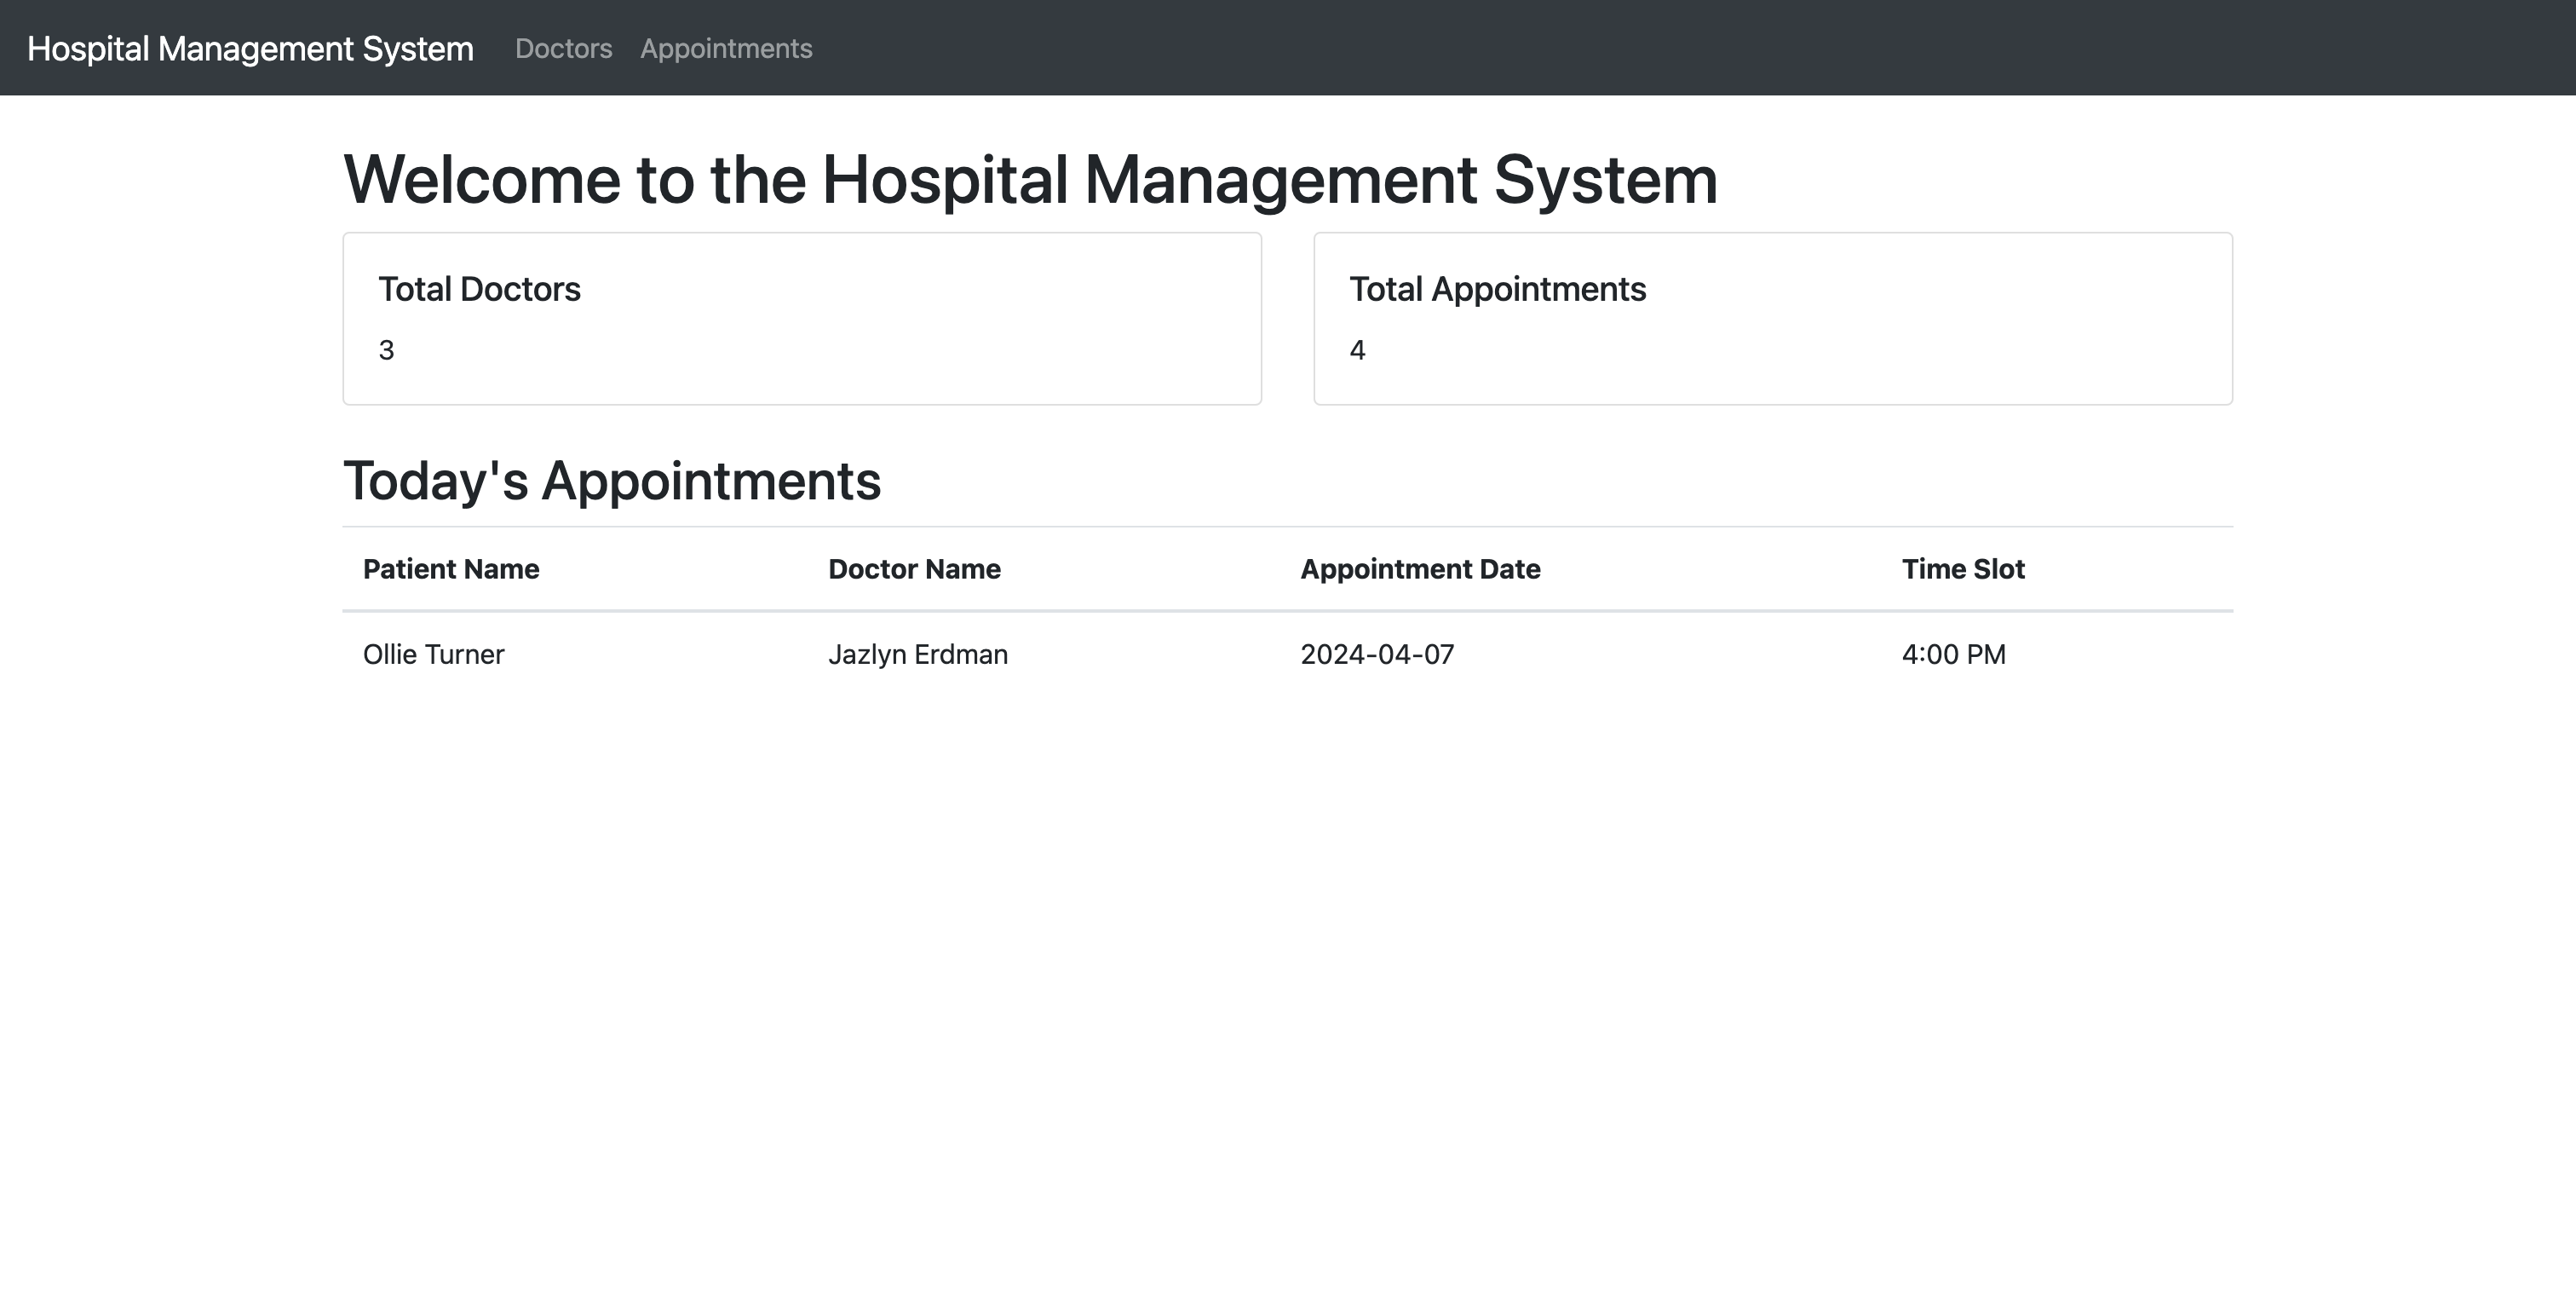 Hospital Management System Doctors Appointments
Welcome to the Hospital Management System
Total Doctors
3
Total Appointments
4
Today's Appointments
Patient Name Doctor Name Appointment Date Time Slot
Ollie Turner Jazlyn Erdman 2024-04-07 4:00 PM